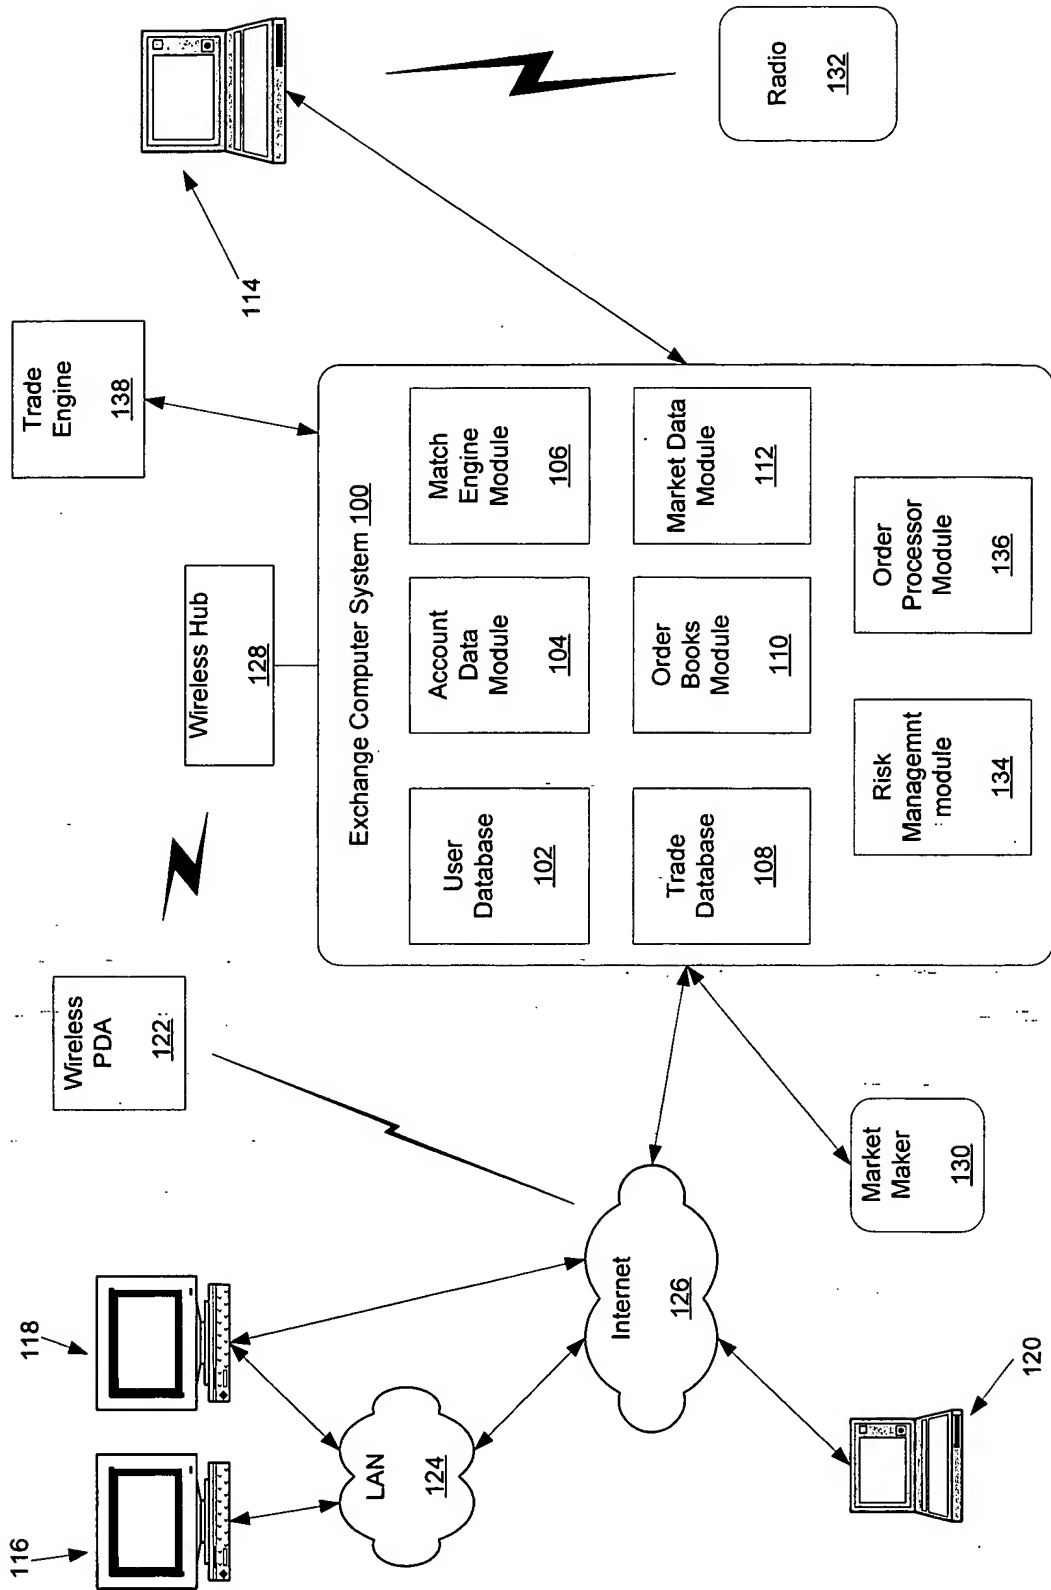 116
118
Wireless
PDA
122
Wireless Hub
128
Trade
Engine
138
114
LAN
124
Internet
126
120
Market
Maker
130
Exchange Computer System 100
User
Database
102
Account
Data
Module
104
Match
Engine
Module
106
Trade
Database
108
Order
Books
Module
110
Market Data
Module
112
Risk
Managemnt
module
134
Order
Processor
Module
136
Radio
132